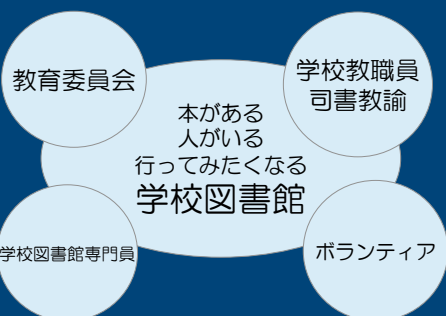 教育委員会
学校教職員
司書教諭
本がある
人がいる
行ってみたくなる
学校図書館
学校図書館専門員
ボランティア